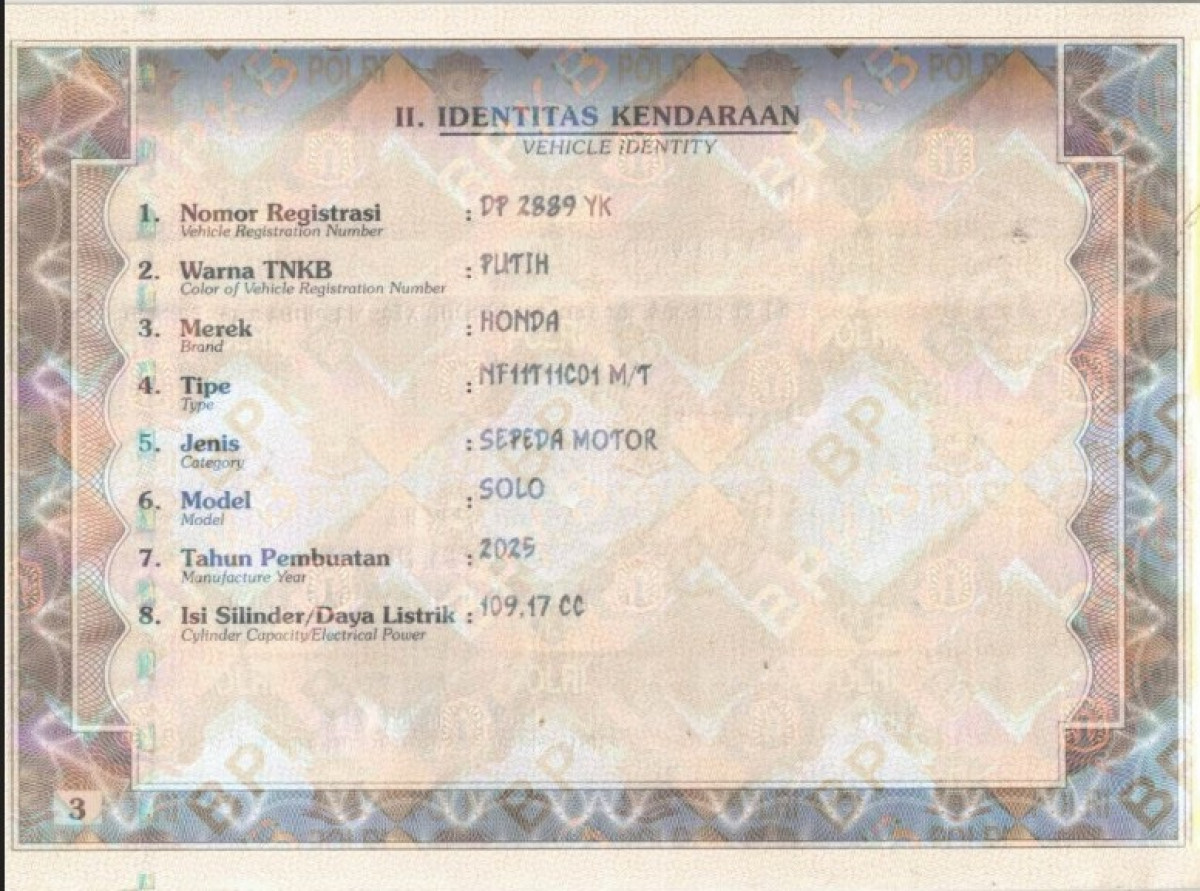 II. IDENTITAS KENDARAAN
VEHICLE IDENTITY
1. Nomor Registrasi : DP 2889 YK
Vehicle Registration Number
2. Warna TNKB : PUTIH
Color of Vehicle Registration Number
3. Merek : HONDA
Brand
4. Tipe : NF11T11C01 M/T
Type
5. Jenis : SEPEDA MOTOR
Category
6. Model : SOLO
Model
7. Tahun Pembuatan : 2025
Manufacture Year
8. Isi Silinder/Daya Listrik : 109,17 CC
Cylinder Capacity/Electrical Power
3